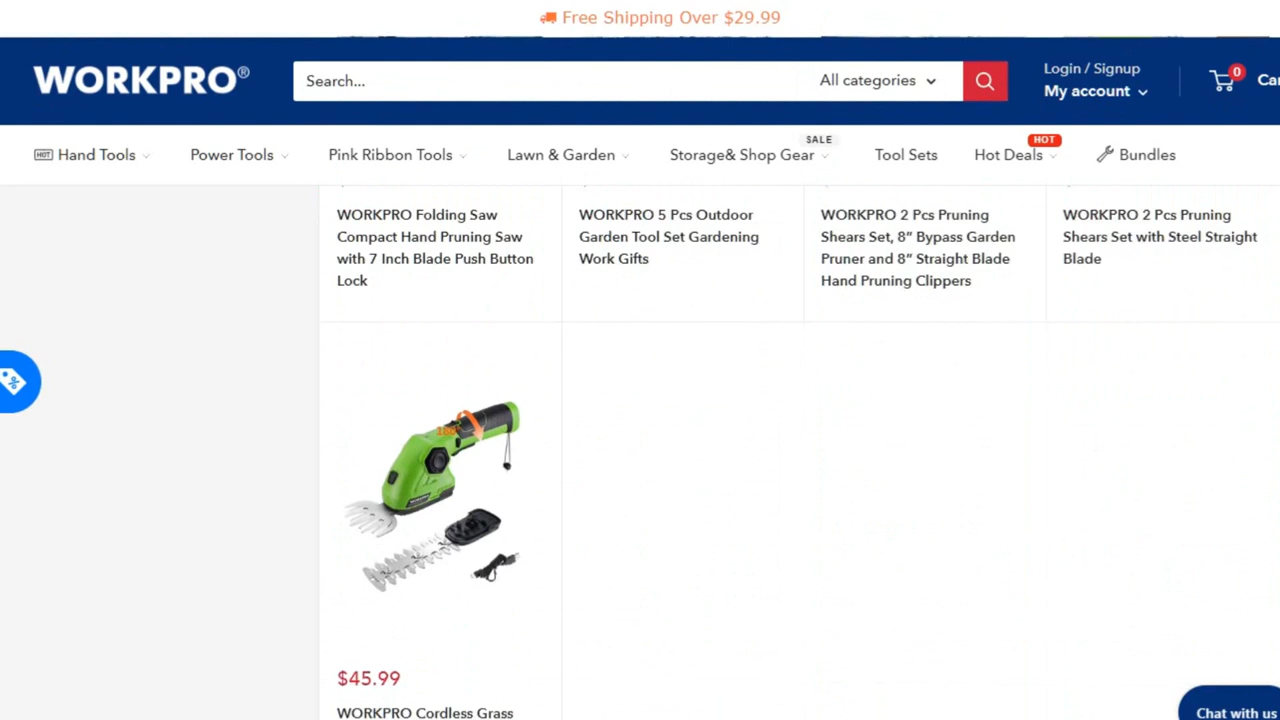 Free Shipping Over $29.99
WORKPRO®
Search...
All categories
Login / Signup
My account
0
Car
SALE
HOT
HOT Hand Tools
Power Tools
Pink Ribbon Tools
Lawn & Garden
Storage& Shop Gear
Tool Sets
Hot Deals
Bundles
WORKPRO Folding Saw
Compact Hand Pruning Saw
with 7 Inch Blade Push Button
Lock
WORKPRO 5 Pcs Outdoor
Garden Tool Set Gardening
Work Gifts
WORKPRO 2 Pcs Pruning
Shears Set, 8” Bypass Garden
Pruner and 8” Straight Blade
Hand Pruning Clippers
WORKPRO 2 Pcs Pruning
Shears Set with Steel Straight
Blade
$45.99
WORKPRO Cordless Grass
Chat with us